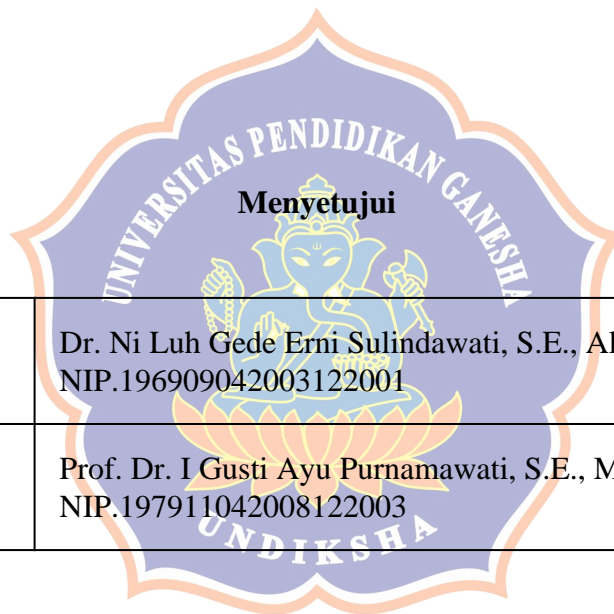 UNIVERSITAS PENDIDIKAN GANESHA
Menyetujui
Dr. Ni Luh Gede Erni Sulindawati, S.E.,
NIP.196909042003122001
Prof. Dr. I Gusti Ayu Purnamawati, S.E.,
NIP.197911042008122003
UNDIKSHA